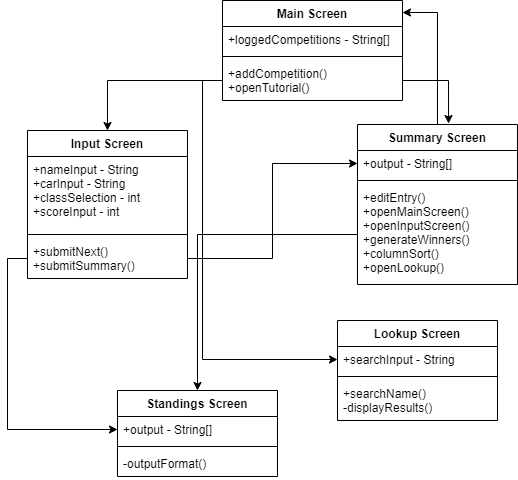 Main Screen
+loggedCompetitions - String[]
+addCompetition()
+openTutorial()
Input Screen
+nameInput - String
+carInput - String
+classSelection - int
+scoreInput - int
+submitNext()
+submitSummary()
Summary Screen
+output - String[]
+editEntry()
+openMainScreen()
+openInputScreen()
+generateWinners()
+columnSort()
+openLookup()
Lookup Screen
+searchInput - String
+searchName()
-displayResults()
Standings Screen
+output - String[]
-outputFormat()